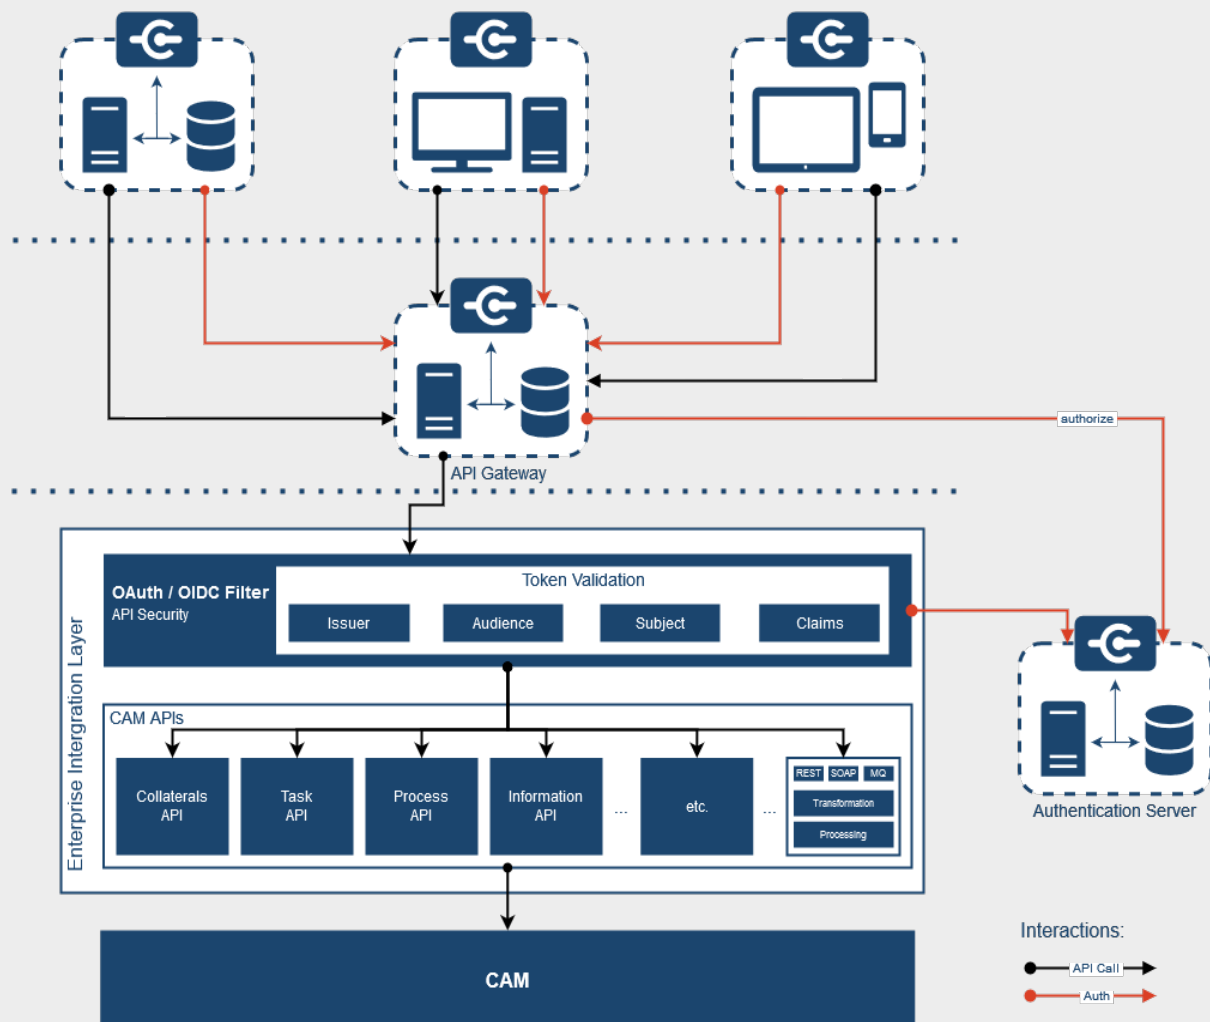 API Gateway
authorize
OAuth / OIDC Filter
API Security
Token Validation
Issuer
Audience
Subject
Claims
Enterprise Intergration Layer
CAM APIs
Collaterals
API
Task
API
Process
API
Information
API
...
etc.
...
REST
SOAP
MQ
Transformation
Processing
Authentication Server
CAM
Interactions:
API Call
Auth